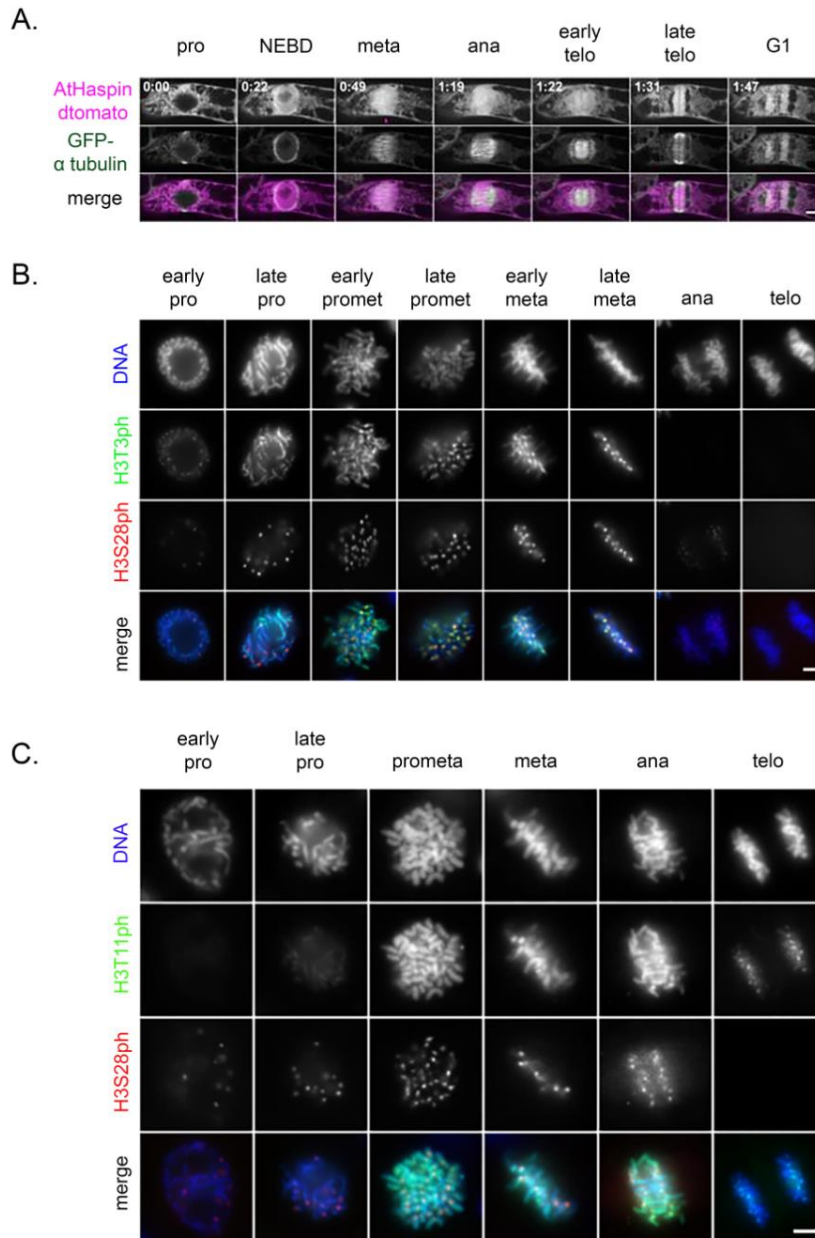 A.
pro NEBD meta ana early telo late telo G1
AtHaspin dtomato
0:00 0:22 0:49 1:19 1:22 1:31 1:47
GFP-
α tubulin
merge
B.
early pro late pro early promet late promet early meta late meta ana telo
DNA
H3T3ph
H3S28ph
merge
C.
early pro late pro prometa meta ana telo
DNA
H3T11ph
H3S28ph
merge